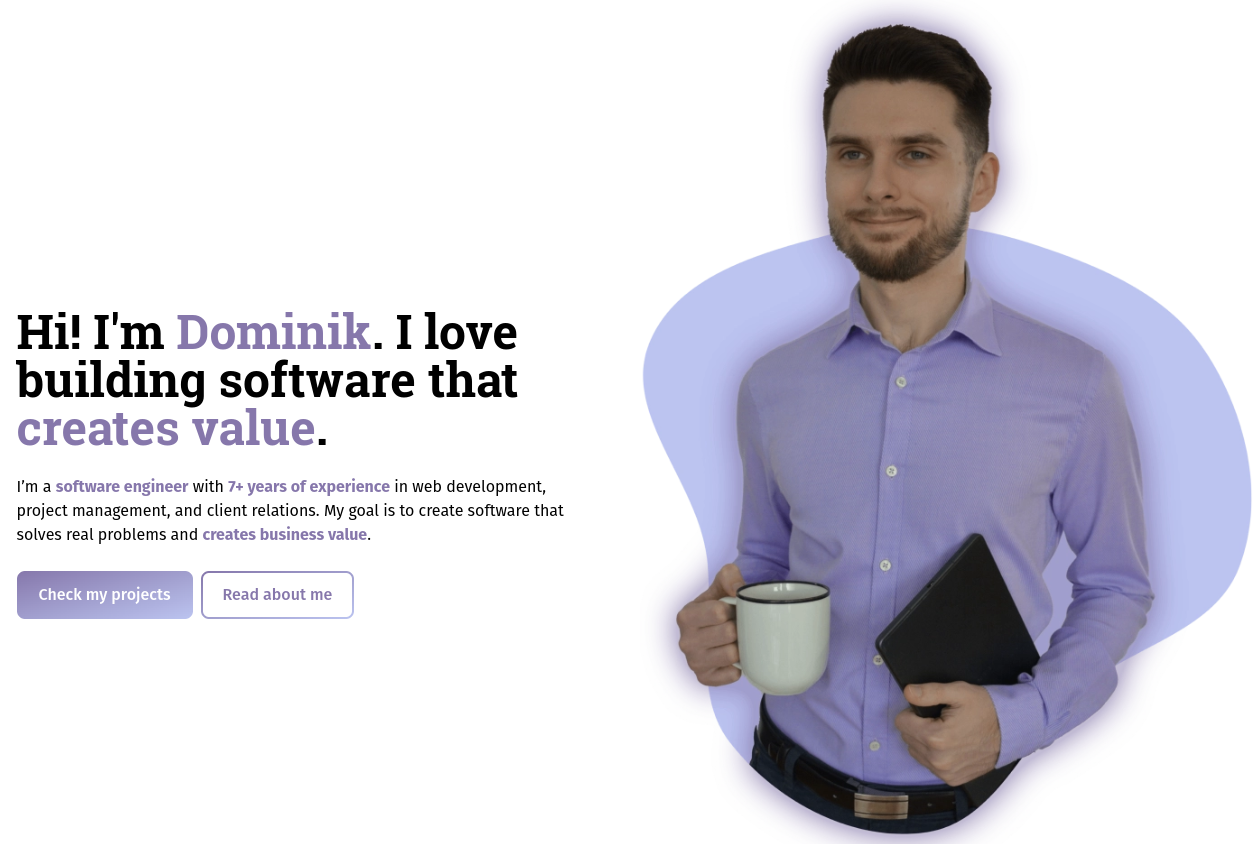 Hi! I'm Dominik. I love
building software that
creates value.
I’m a software engineer with 7+ years of experience in web development,
project management, and client relations. My goal is to create software that
solves real problems and creates business value.
Check my projects
Read about me